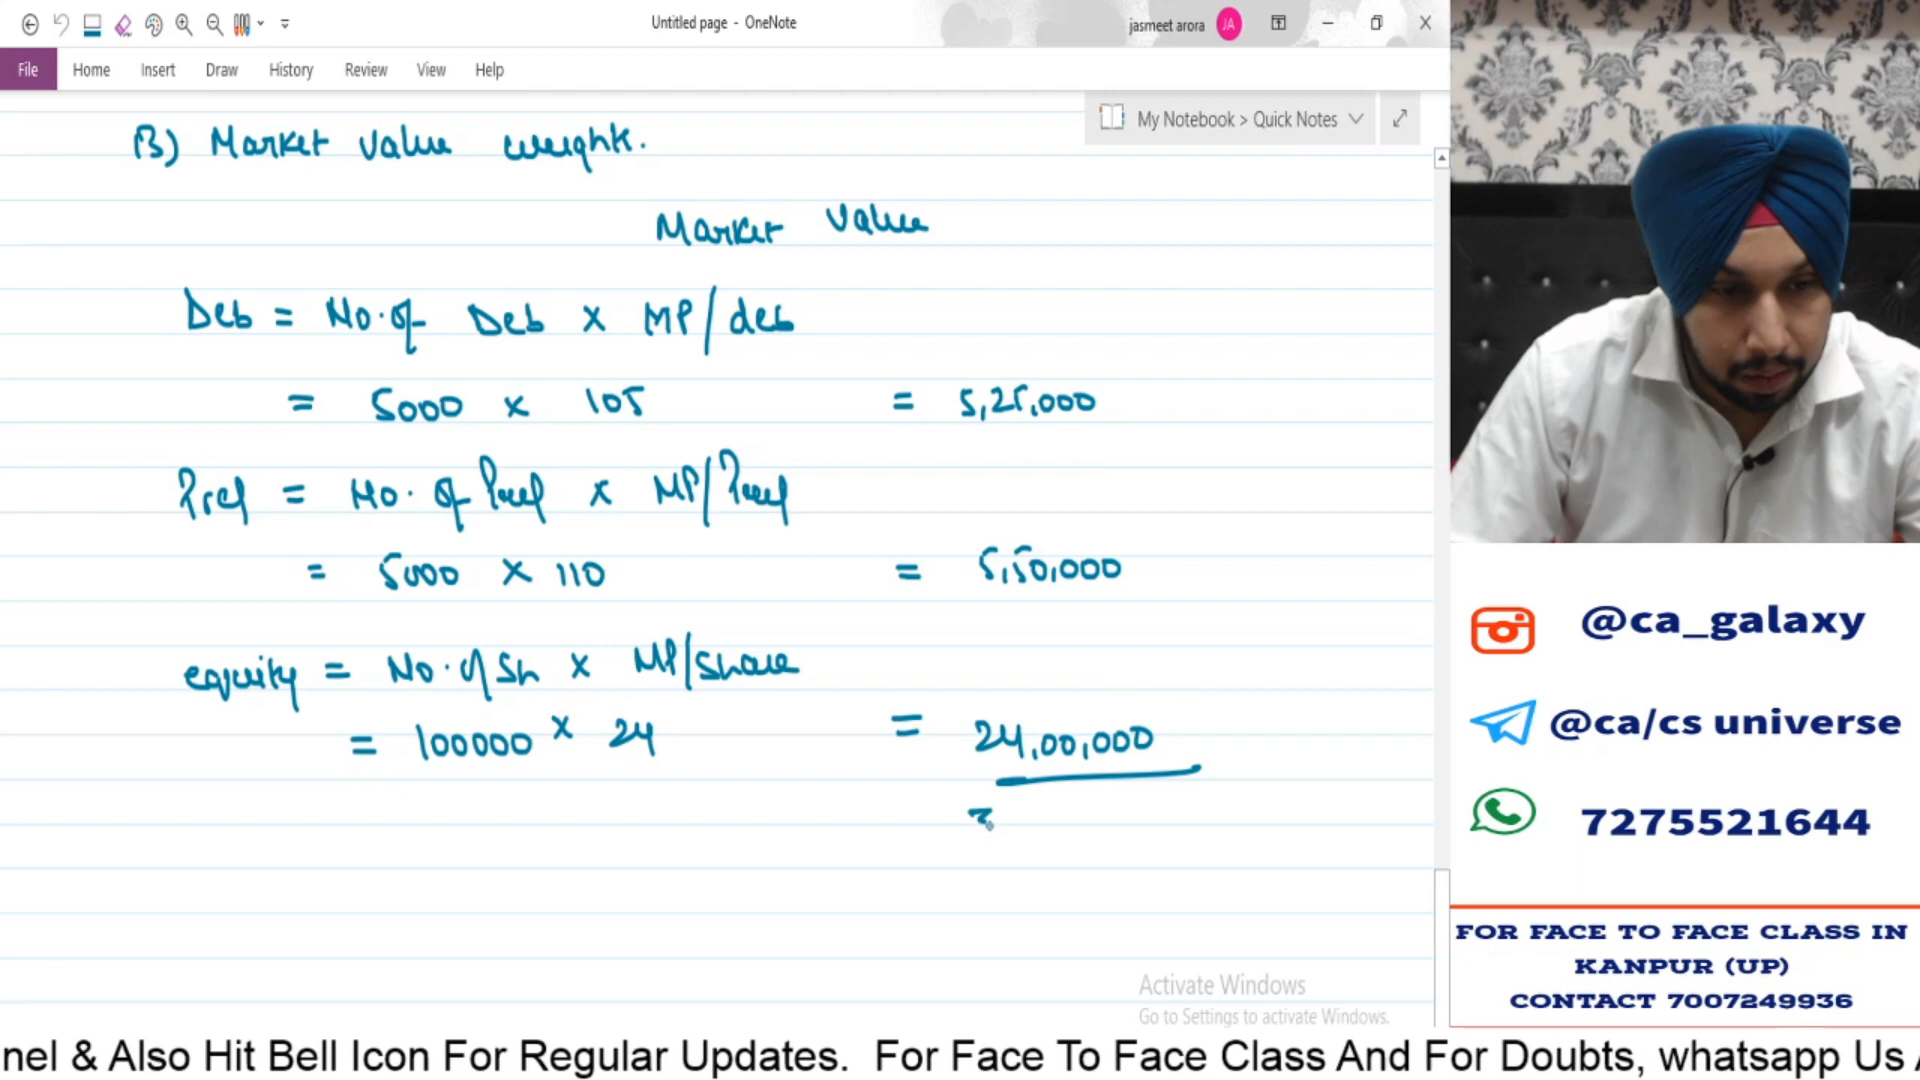 Untitled page - OneNote
jasmeet arora JA
File Home Insert Draw History Review View Help
My Notebook > Quick Notes
B) Market value weights.
Market value
Deb = No. of Deb x MP/deb
= 5000 x 105 = 5,25,000
Pref = No. of Pref x MP/Pref
= 5000 x 110 = 5,50,000
equity = No. of Sh x MP/Share
= 100000 x 24 = 24,00,000
3
@ca_galaxy
@ca/cs universe
7275521644
FOR FACE TO FACE CLASS IN
KANPUR (UP)
CONTACT 7007249936
Activate Windows
Go to Settings to activate Windows.
nel & Also Hit Bell Icon For Regular Updates. For Face To Face Class And For Doubts, whatsapp Us